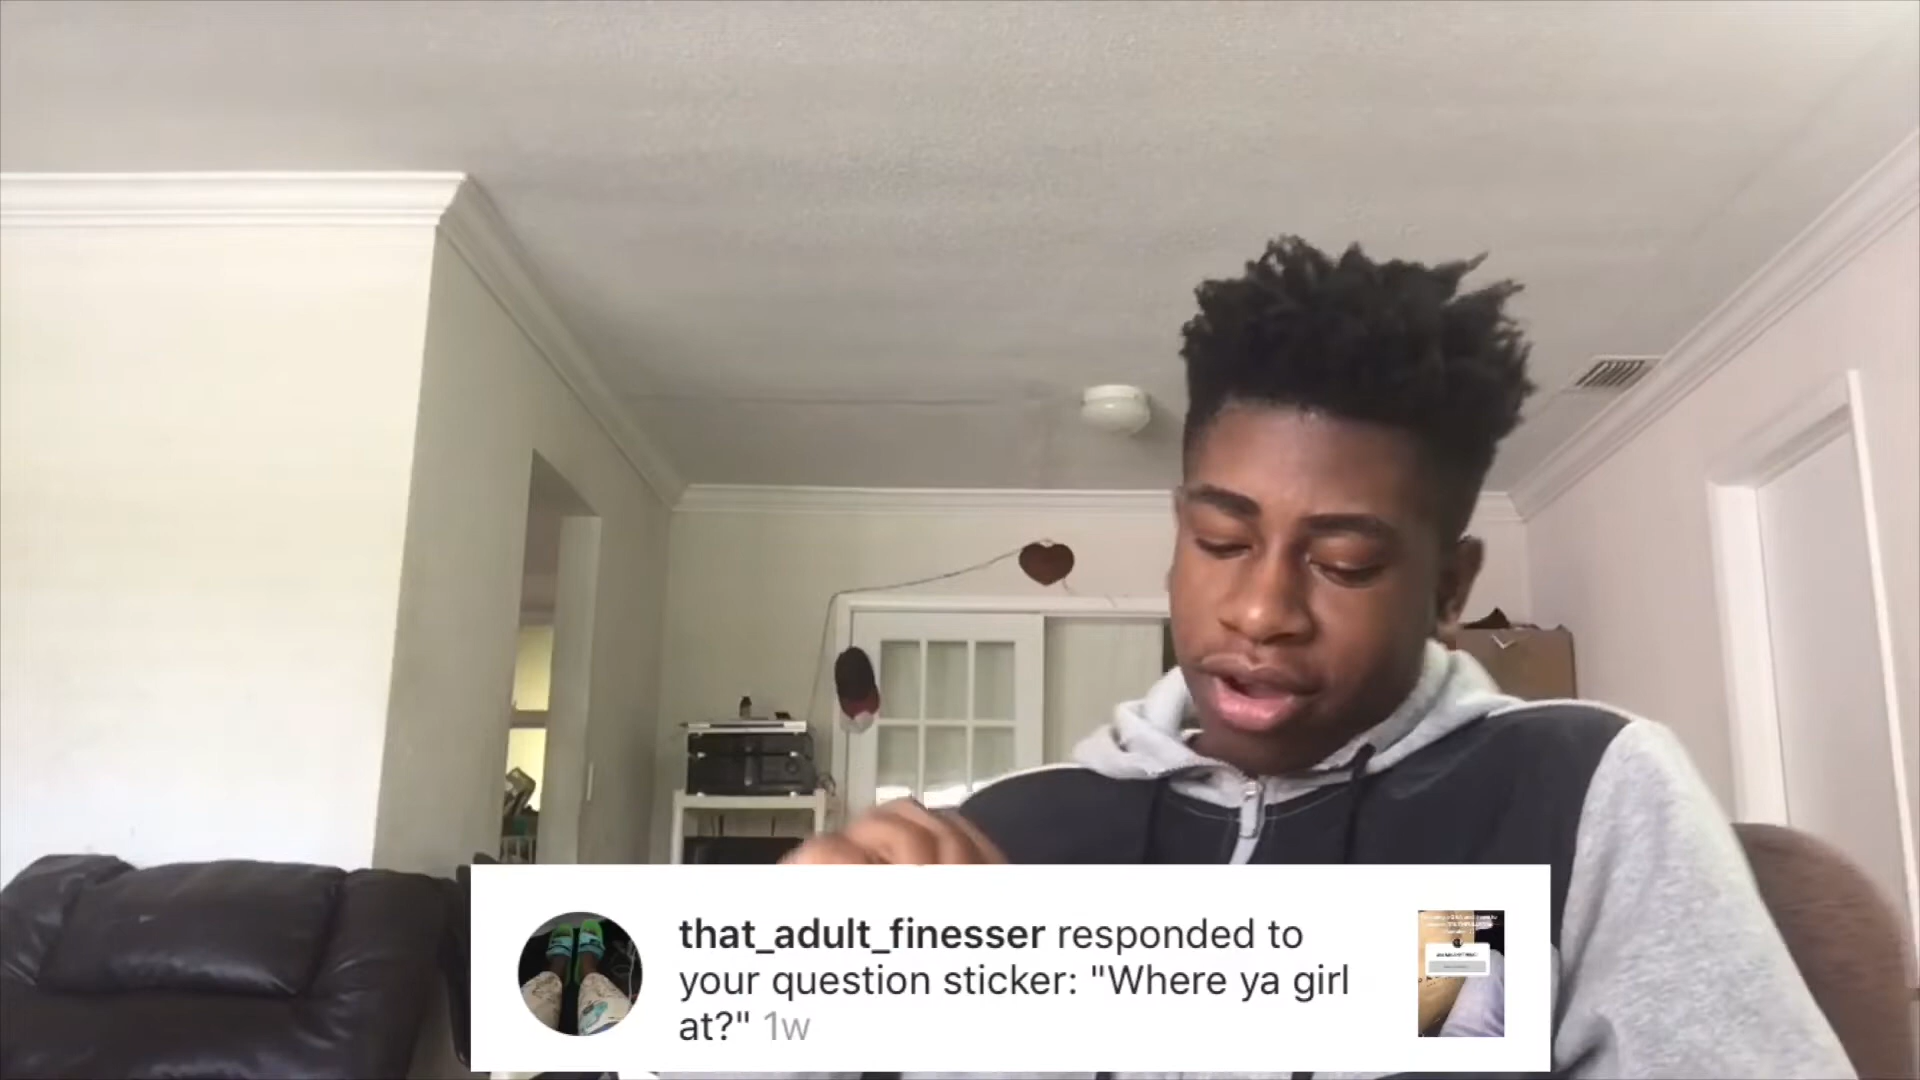 that_adult_finesser responded to
your question sticker: "Where ya girl
at?" 1w